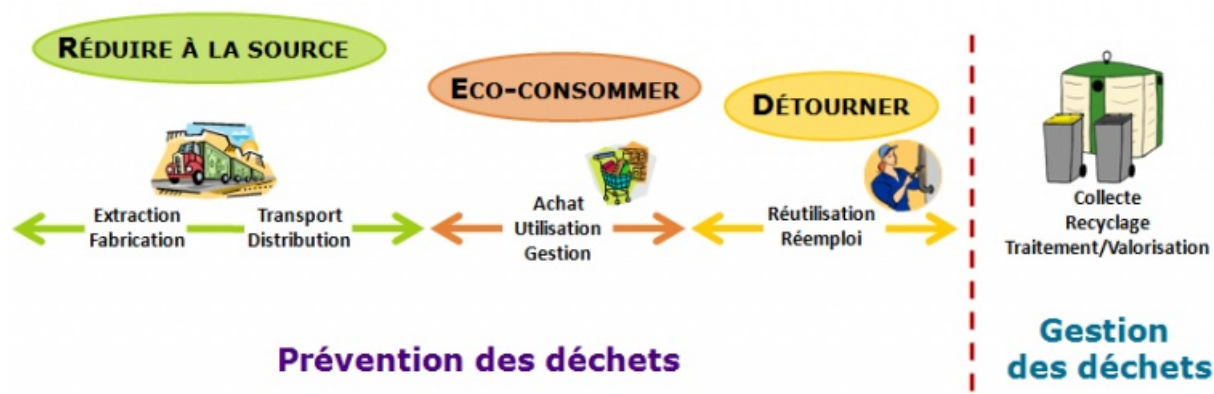 RÉDUIRE À LA SOURCE
ECO-CONSOMMER
DÉTOURNER
Extraction
Fabrication
Transport
Distribution
Achat
Utilisation
Gestion
Réutilisation
Réemploi
Collecte
Recyclage
Traitement/Valorisation
Prévention des déchets
Gestion
des déchets